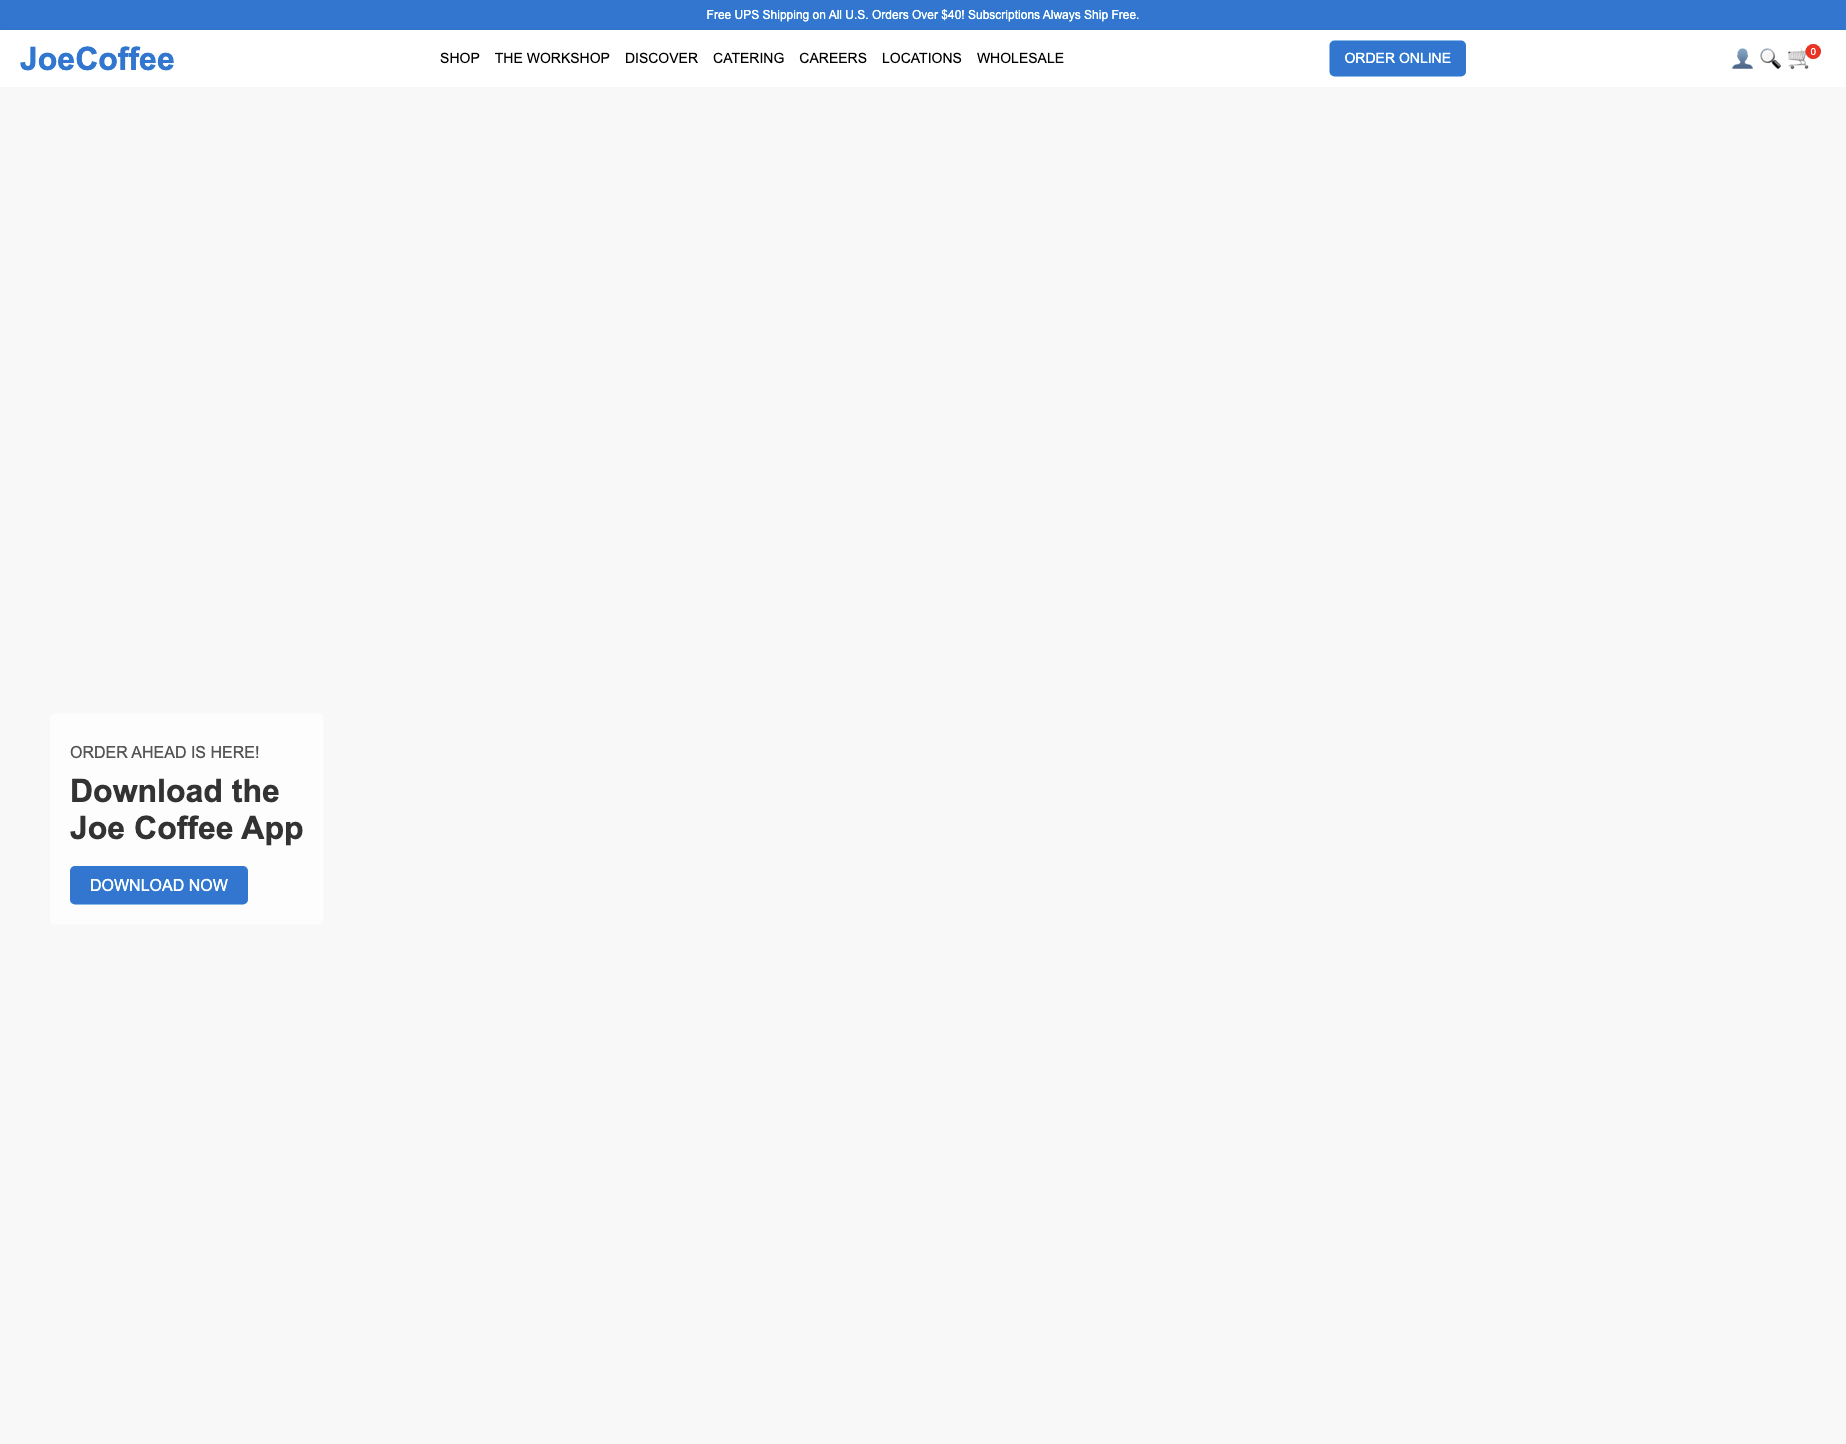 Free UPS Shipping on All U.S. Orders Over $40! Subscriptions Always Ship Free.
JoeCoffee
SHOP THE WORKSHOP DISCOVER CATERING CAREERS LOCATIONS WHOLESALE
ORDER ONLINE
0
ORDER AHEAD IS HERE!
Download the
Joe Coffee App
DOWNLOAD NOW